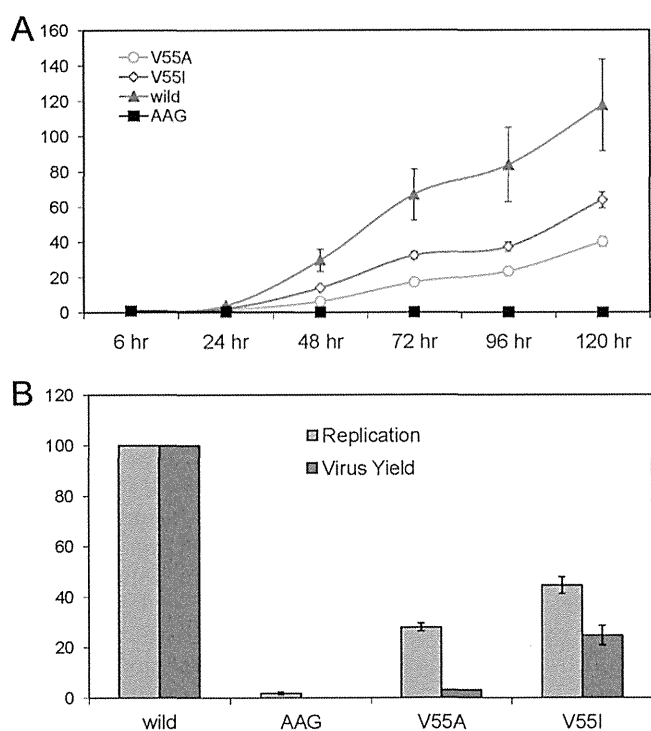 A
160
140
120
100
80
60
40
20
0
V55A
V55I
wild
AAG
6 hr 24 hr 48 hr 72 hr 96 hr 120 hr
B
120
100
80
60
40
20
0
Replication
Virus Yield
wild AAG V55A V55I